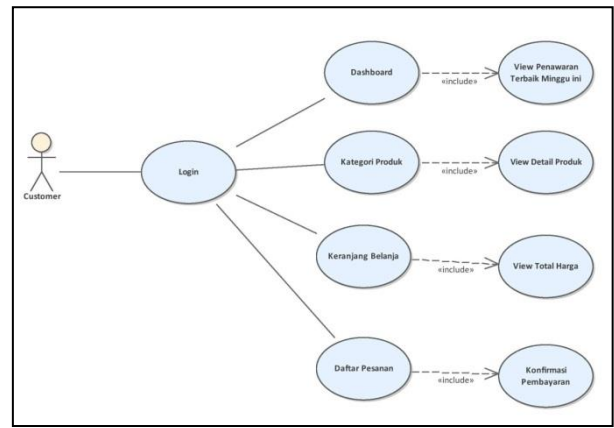 Dashboard
«include»
View Penawaran
Terbaik Minggu ini
Customer
Login
Kategori Produk
«include»
View Detail Produk
Keranjang Belanja
«include»
View Total Harga
Daftar Pesanan
«include»
Konfirmasi
Pembayaran